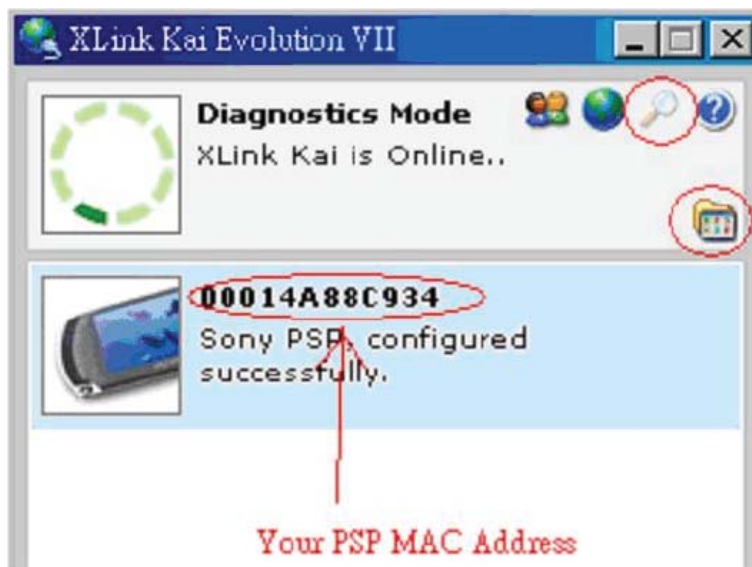 XLink Kai Evolution VII
Diagnostics Mode
XLink Kai is Online..
00014A88C934
Sony PSP, configured
successfully.
Your PSP MAC Address